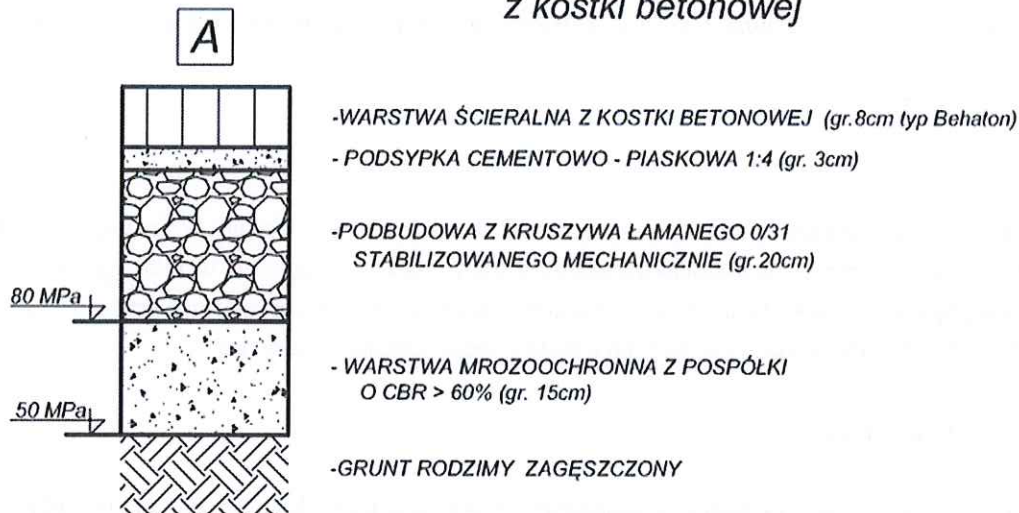 z kostki betonowej
A
-WARSTWA ŚCIERALNA Z KOSTKI BETONOWEJ (gr.8cm typ Behaton)
- PODSYPKA CEMENTOWO - PIASKOWA 1:4 (gr. 3cm)
-PODBUDOWA Z KRUSZYWA ŁAMANEGO 0/31
STABILIZOWANEGO MECHANICZNIE (gr.20cm)
80 MPa
- WARSTWA MROZOOCHRONNA Z POSPÓŁKI
O CBR > 60% (gr. 15cm)
50 MPa
-GRUNT RODZIMY ZAGĘSZCZONY